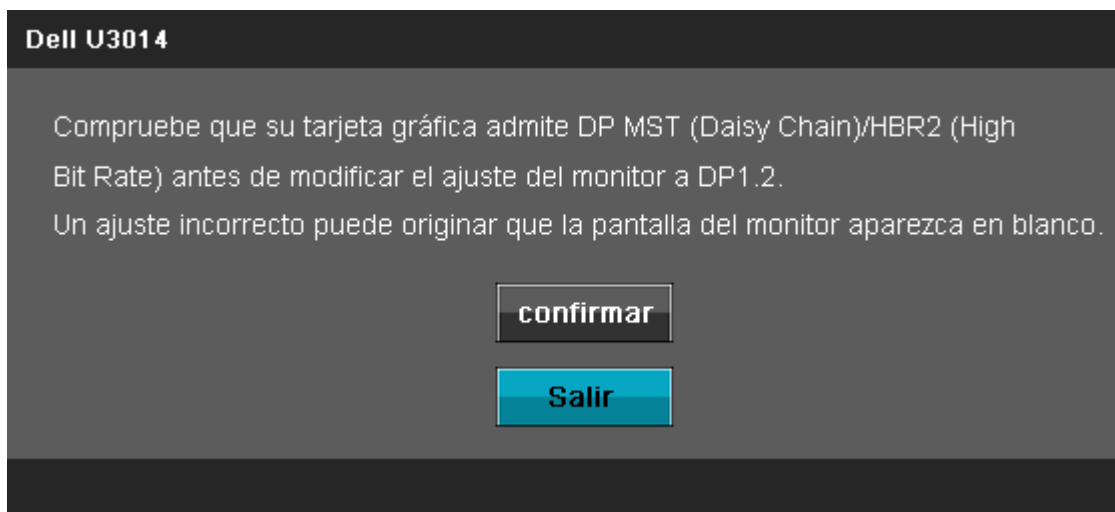 Dell U3014
Compruebe que su tarjeta gráfica admite DP MST (Daisy Chain)/HBR2 (High
Bit Rate) antes de modificar el ajuste del monitor a DP1.2.
Un ajuste incorrecto puede originar que la pantalla del monitor aparezca en blanco.
confirmar
Salir